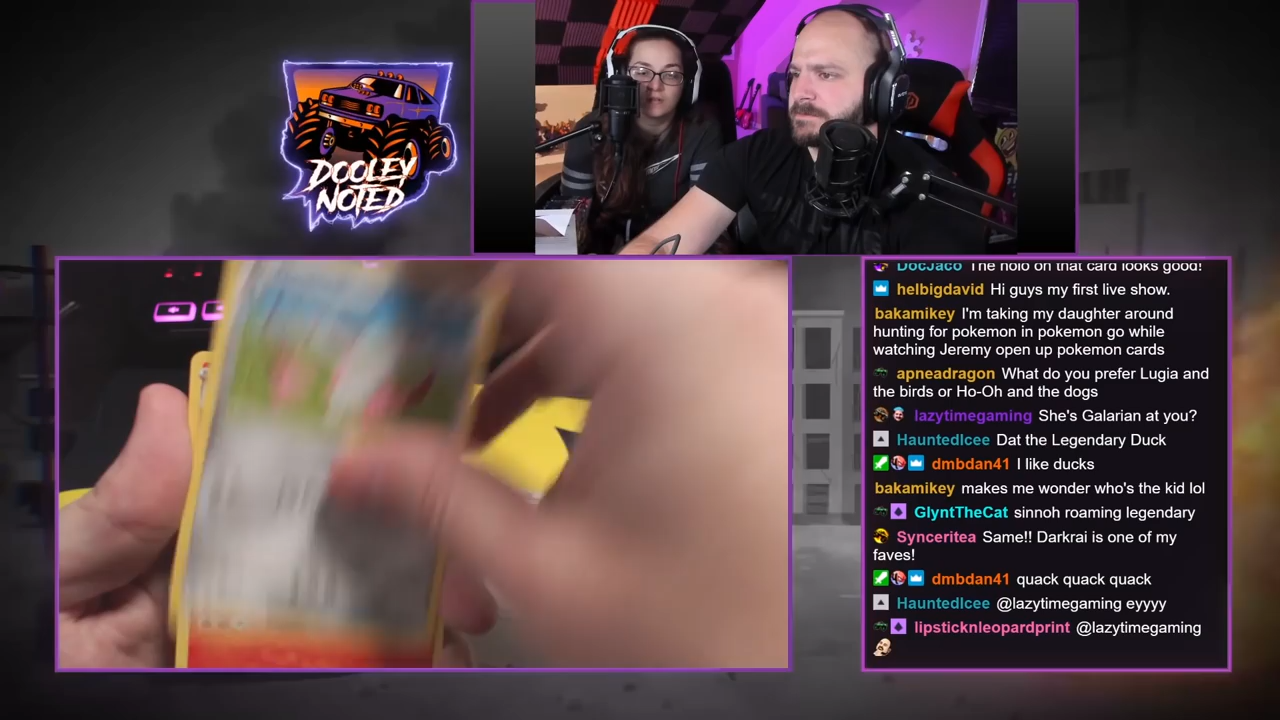 DOOLEY
NOTED
DocJaco The holo on that card looks good!
helbigdavid Hi guys my first live show.
bakamikey I'm taking my daughter around
hunting for pokemon in pokemon go while
watching Jeremy open up pokemon cards
apneadragon What do you prefer Lugia and
the birds or Ho-Oh and the dogs
lazytimegaming She's Galarian at you?
HauntedIcee Dat the Legendary Duck
dmbdan41 I like ducks
bakamikey makes me wonder who's the kid lol
GlyntTheCat sinnoh roaming legendary
Synceritea Same!! Darkrai is one of my
faves!
dmbdan41 quack quack quack
HauntedIcee @lazytimegaming eyyyy
lipsticknleopardprint @lazytimegaming